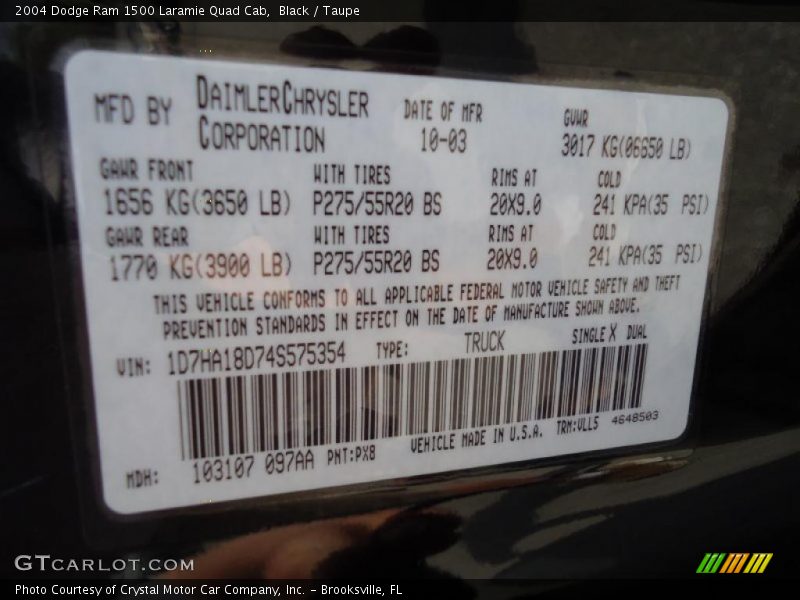 2004 Dodge Ram 1500 Laramie Quad Cab, Black / Taupe
MFD BY DAIMLERCHRYSLER CORPORATION DATE OF MFR 10-03 GVWR 3017 KG(06650 LB)
GAWR FRONT WITH TIRES RIMS AT COLD
1656 KG(3650 LB) P275/55R20 BS 20X9.0 241 KPA(35 PSI)
GAWR REAR WITH TIRES RIMS AT COLD
1770 KG(3900 LB) P275/55R20 BS 20X9.0 241 KPA(35 PSI)
THIS VEHICLE CONFORMS TO ALL APPLICABLE FEDERAL MOTOR VEHICLE SAFETY AND THEFT
PREVENTION STANDARDS IN EFFECT ON THE DATE OF MANUFACTURE SHOWN ABOVE.
VIN: 1D7HA18D74S575354 TYPE: TRUCK SINGLE X DUAL
MDH: 103107 097AA PNT:PX8 VEHICLE MADE IN U.S.A. TRM:VLL5 4648503
GTCARLOT.COM
Photo Courtesy of Crystal Motor Car Company, Inc. – Brooksville, FL